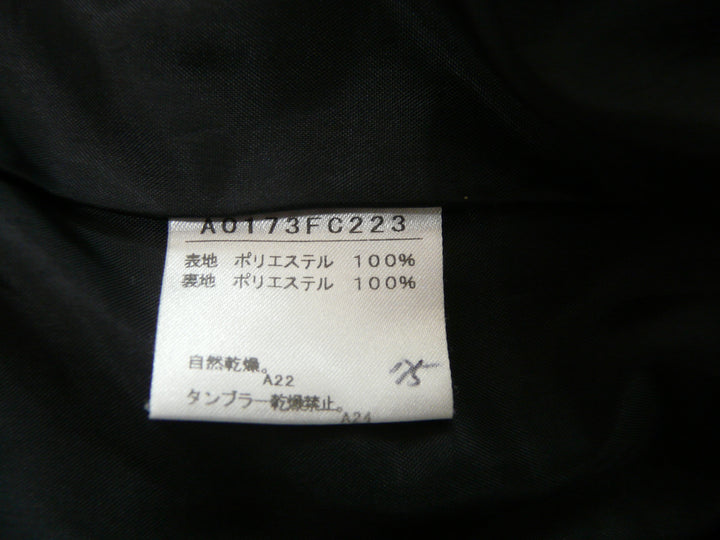 A0173FC223
表地 ポリエステル 100%
裏地 ポリエステル 100%
自然乾燥。
A22
タンブラー乾燥禁止。
A24